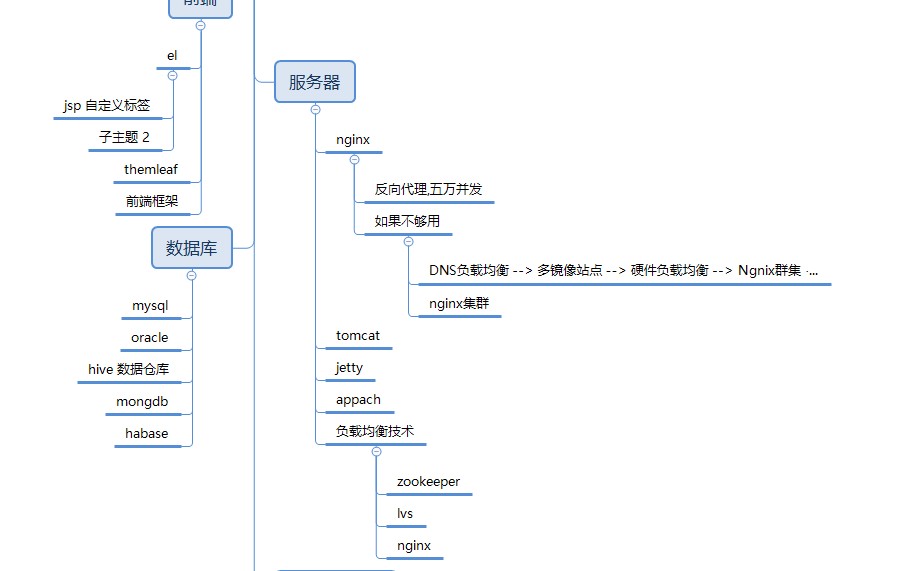 el
jsp 自定义标签
子主题 2
themleaf
前端框架
数据库
mysql
oracle
hive 数据仓库
mongdb
habase
服务器
nginx
反向代理,五万并发
如果不够用
DNS负载均衡 --> 多镜像站点 --> 硬件负载均衡 --> Ngnix群集 -...
nginx集群
tomcat
jetty
appach
负载均衡技术
zookeeper
lvs
nginx